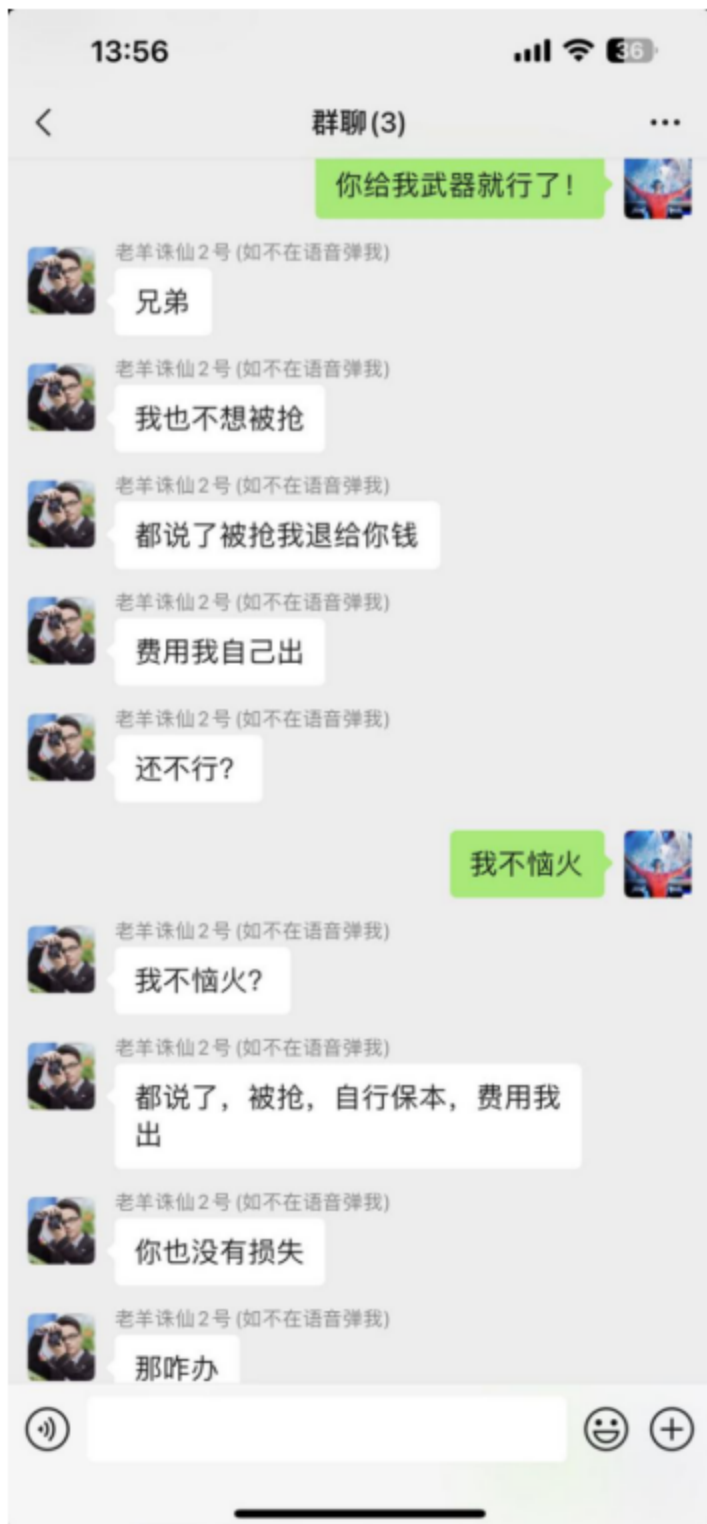 13:56
36
群聊(3)
你给我武器就行了!
老羊诛仙2号(如不在语音弹我)
兄弟
老羊诛仙2号(如不在语音弹我)
我也不想被抢
老羊诛仙2号(如不在语音弹我)
都说了被抢我退给你钱
老羊诛仙2号(如不在语音弹我)
费用我自己出
老羊诛仙2号(如不在语音弹我)
还不行?
我不恼火
老羊诛仙2号(如不在语音弹我)
我不恼火?
老羊诛仙2号(如不在语音弹我)
都说了，被抢，自行保本，费用我
出
老羊诛仙2号(如不在语音弹我)
你也没有损失
老羊诛仙2号(如不在语音弹我)
那咋办